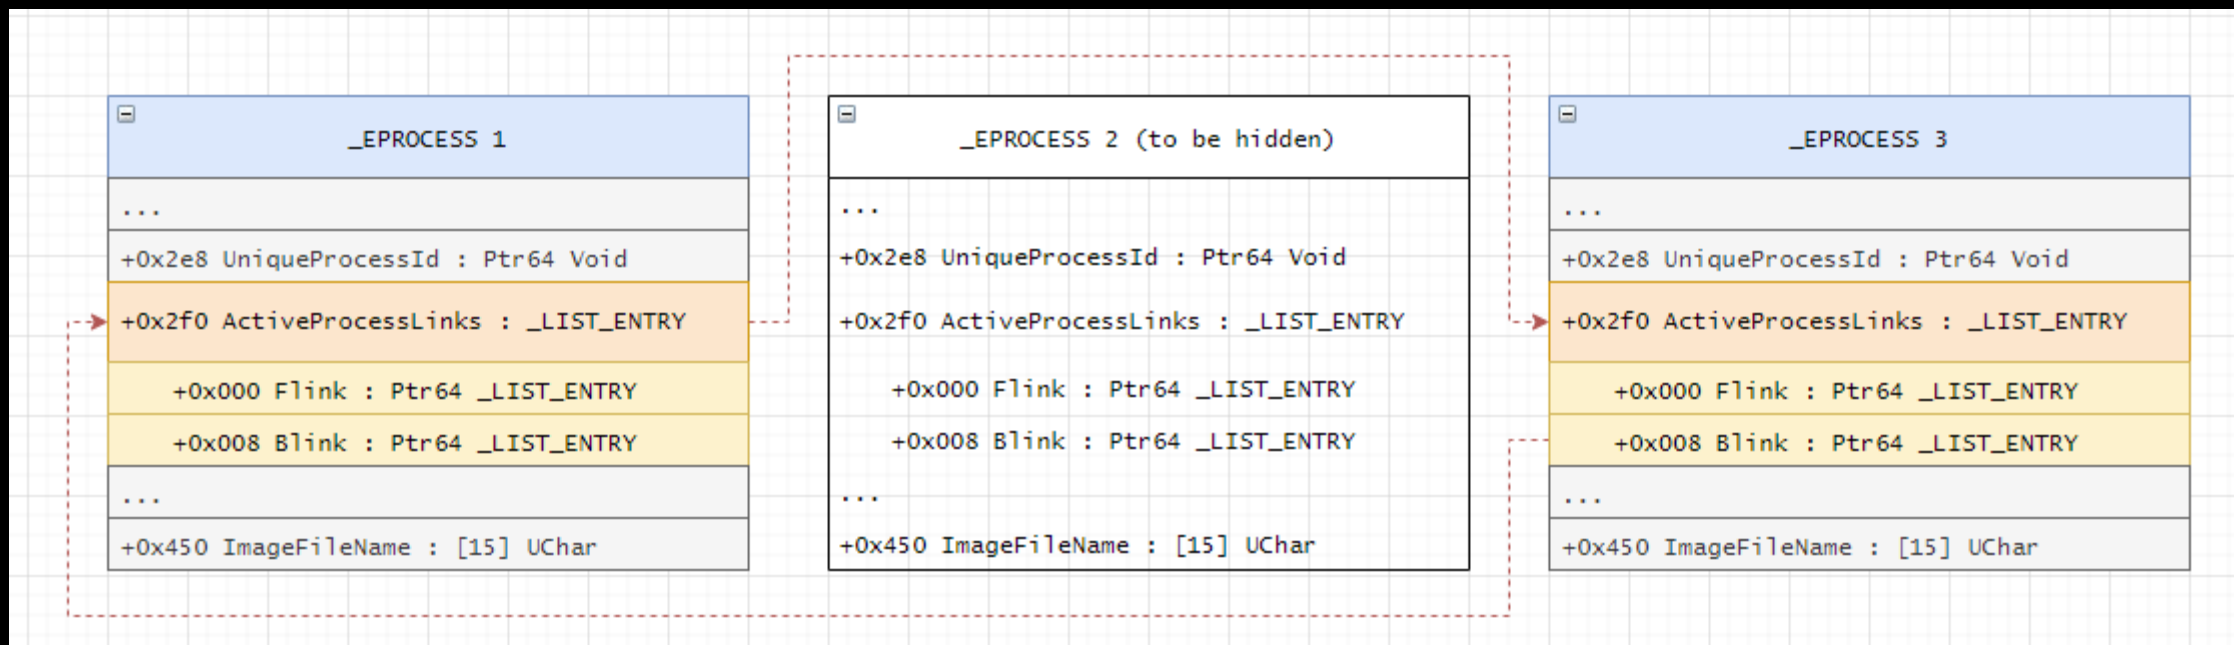 _EPROCESS 1
...
+0x2e8 UniqueProcessId : Ptr64 Void
+0x2f0 ActiveProcessLinks : _LIST_ENTRY
+0x000 Flink : Ptr64 _LIST_ENTRY
+0x008 Blink : Ptr64 _LIST_ENTRY
...
+0x450 ImageFileName : [15] UChar
_EPROCESS 2 (to be hidden)
...
+0x2e8 UniqueProcessId : Ptr64 Void
+0x2f0 ActiveProcessLinks : _LIST_ENTRY
+0x000 Flink : Ptr64 _LIST_ENTRY
+0x008 Blink : Ptr64 _LIST_ENTRY
...
+0x450 ImageFileName : [15] UChar
_EPROCESS 3
...
+0x2e8 UniqueProcessId : Ptr64 Void
+0x2f0 ActiveProcessLinks : _LIST_ENTRY
+0x000 Flink : Ptr64 _LIST_ENTRY
+0x008 Blink : Ptr64 _LIST_ENTRY
...
+0x450 ImageFileName : [15] UChar